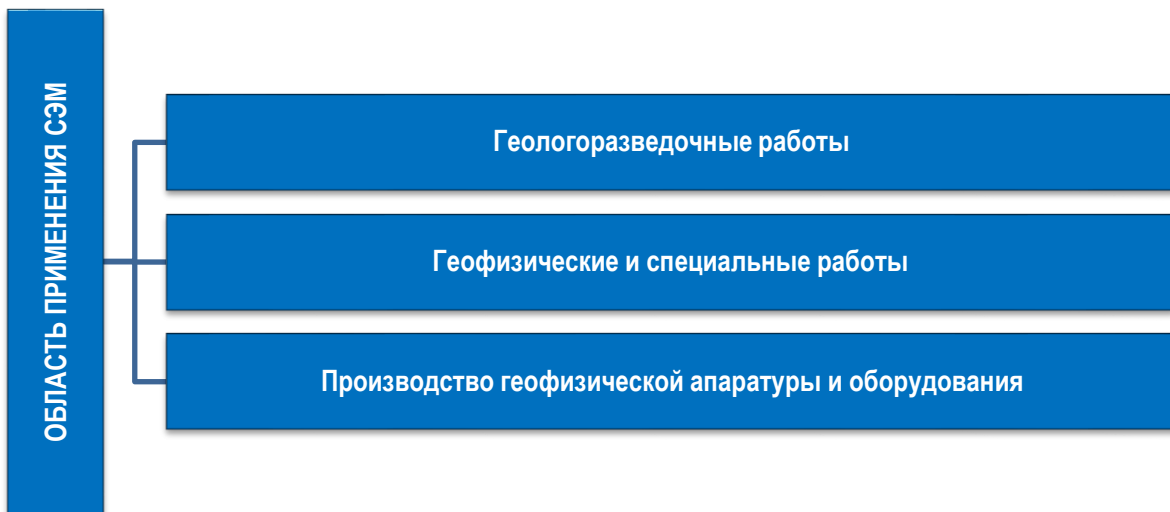 ОБЛАСТЬ ПРИМЕНЕНИЯ СЭМ
Геологоразведочные работы
Геофизические и специальные работы
Производство геофизической апаратуры и оборудования